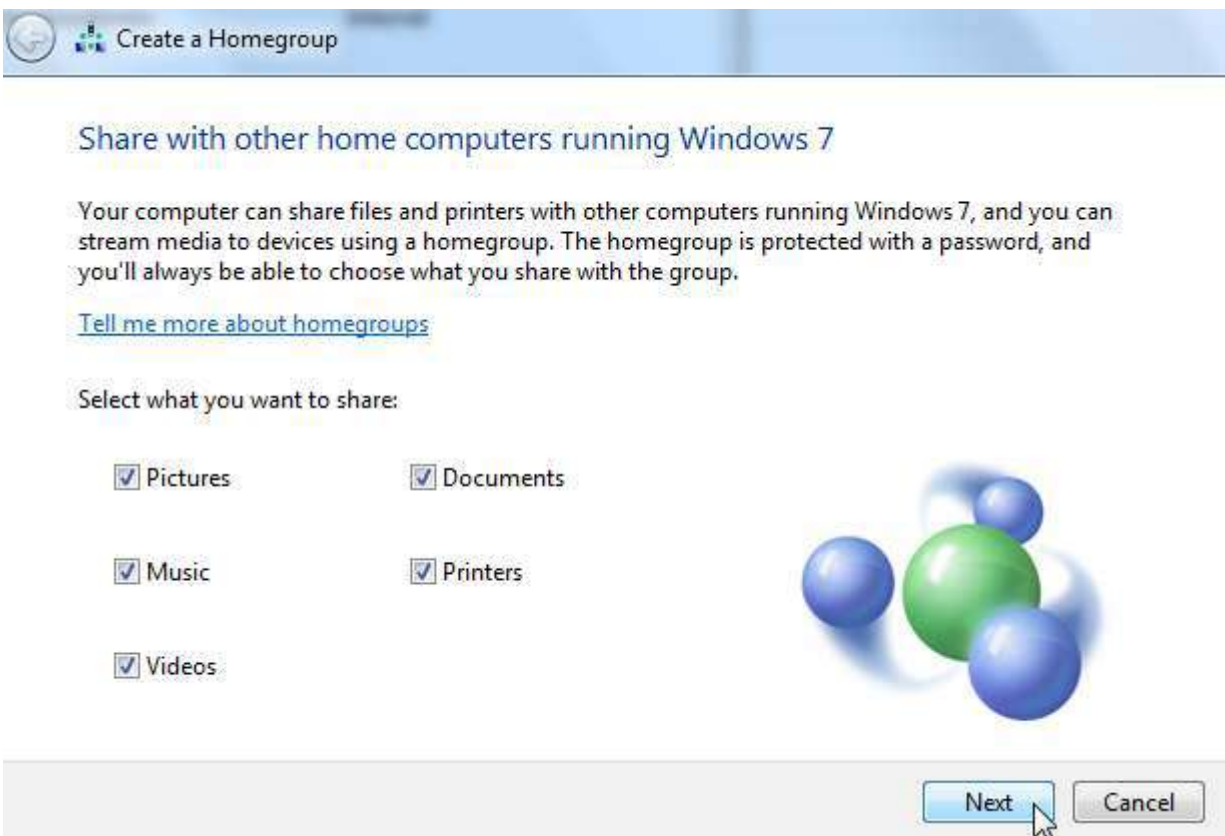 Create a Homegroup
Share with other home computers running Windows 7
Your computer can share files and printers with other computers running Windows 7, and you can
stream media to devices using a homegroup. The homegroup is protected with a password, and
you'll always be able to choose what you share with the group.
Tell me more about homegroups
Select what you want to share:
Pictures
Documents
Music
Printers
Videos
Next
Cancel